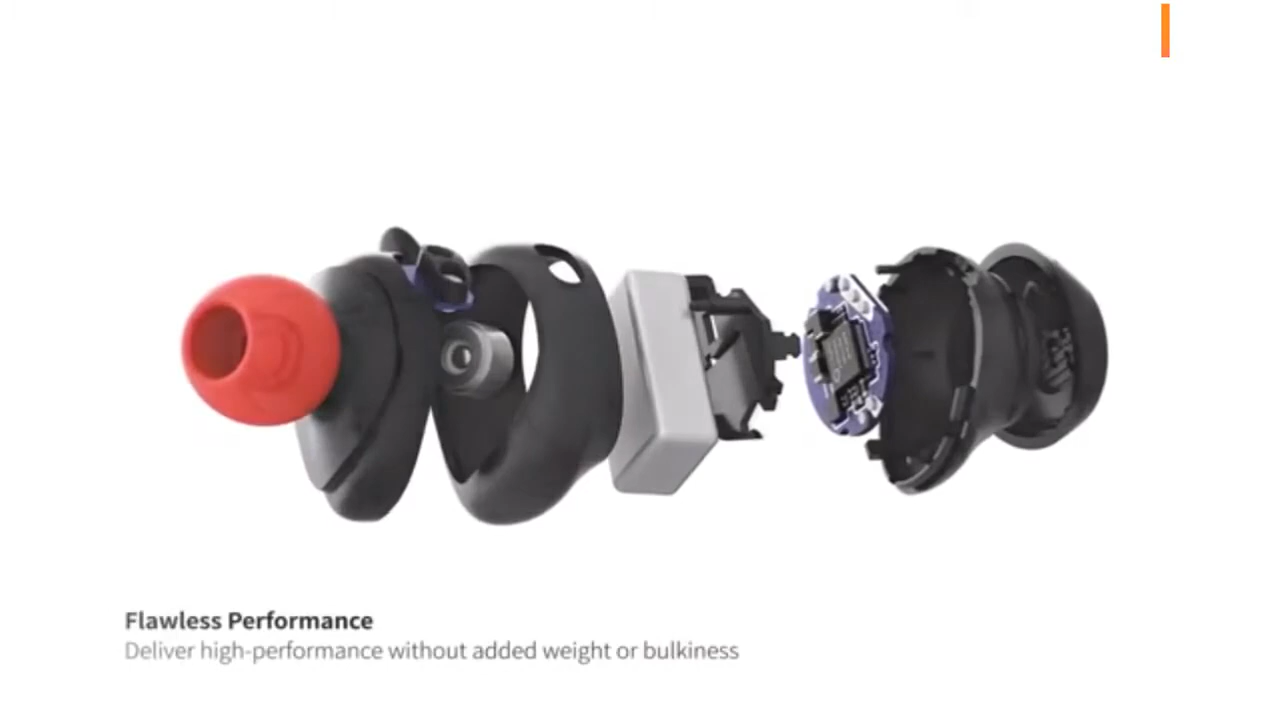 Flawless Performance
Deliver high-performance without added weight or bulkiness